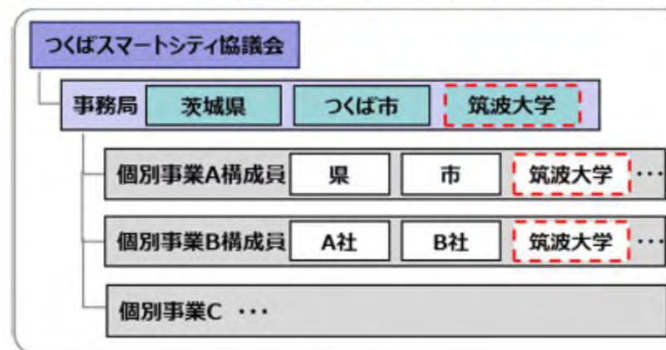 つくばスマートシティ協議会
事務局 茨城県 つくば市 筑波大学
個別事業A構成員 県 市 筑波大学 ･･･
個別事業B構成員 A社 B社 筑波大学 ･･･
個別事業C ･･･